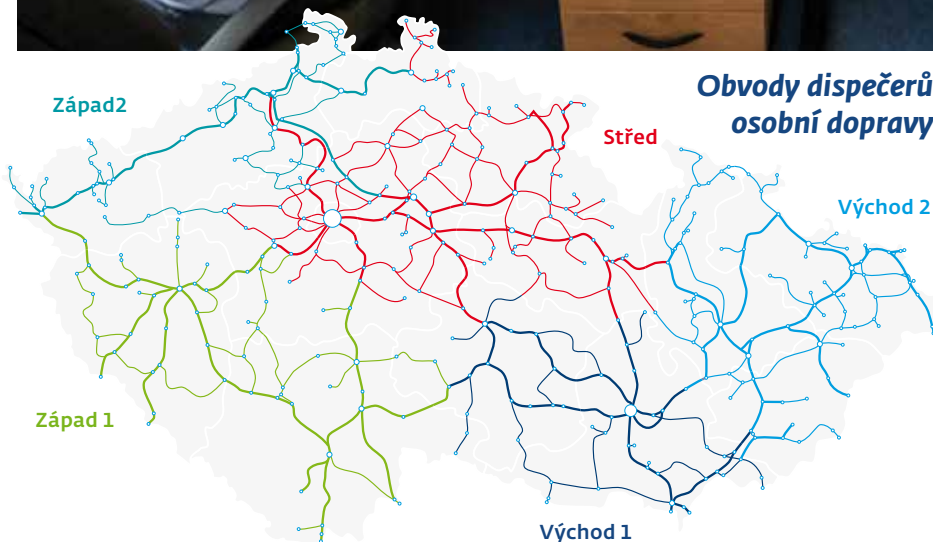 Obvody dispečerů
osobní dopravy
Západ2
Střed
Východ 2
Západ 1
Východ 1